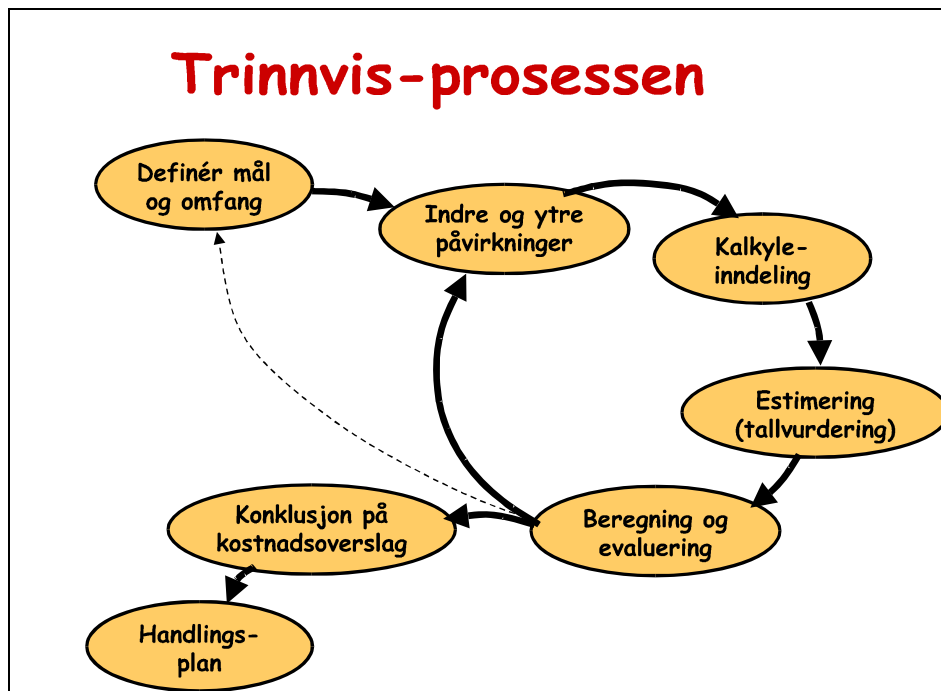 Trinnvis-prosessen
Definér mål
og omfang
Indre og ytre
påvirkninger
Kalkyle-
inndeling
Estimering
(tallvurdering)
Beregning og
evaluering
Konklusjon på
kostnadsoverslag
Handlings-
plan